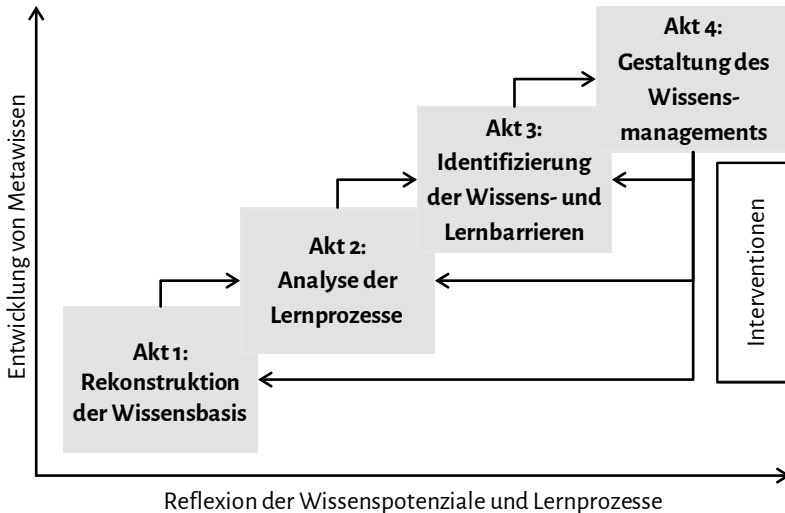 Entwicklung von Metawissen
Akt 1:
Rekonstruktion
der Wissensbasis
Akt 2:
Analyse der
Lernprozesse
Akt 3:
Identifizierung
der Wissens- und
Lernbarrieren
Akt 4:
Gestaltung des
Wissens-
managements
Interventionen
Reflexion der Wissenspotenziale und Lernprozesse